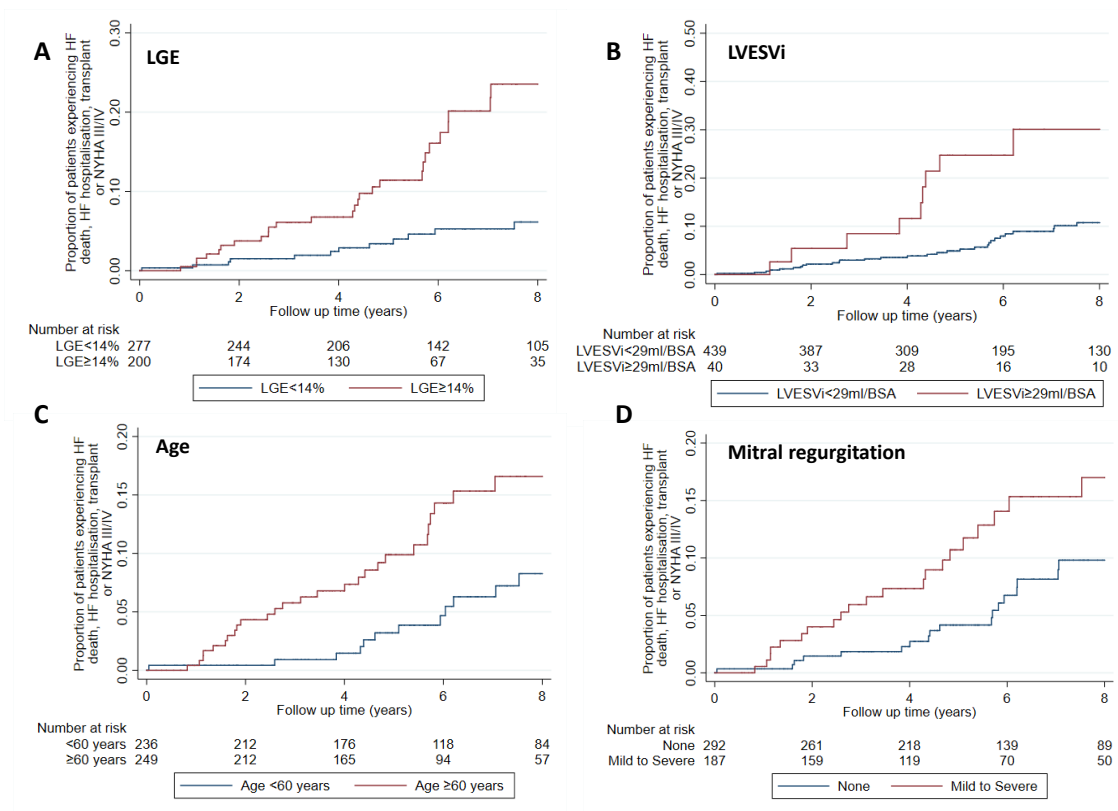 A
LGE
Proportion of patients experiencing HF
death, HF hospitalisation, transplant
or NYHA III/IV
0.30
0.20
0.10
0.00
0 2 4 6 8
Follow up time (years)
Number at risk
LGE<14% 277 244 206 142 105
LGE≥14% 200 174 130 67 35
LGE<14% LGE≥14%
B
LVESVi
Proportion of patients experiencing HF
death, HF hospitalisation, transplant
or NYHA III/IV
0.50
0.40
0.30
0.20
0.10
0.00
0 2 4 6 8
Follow up time (years)
Number at risk
LVESVi<29ml/BSA 439 387 309 195 130
LVESVi≥29ml/BSA 40 33 28 16 10
LVESVi<29ml/BSA LVESVi≥29ml/BSA
C
Age
Proportion of patients experiencing HF
death, HF hospitalisation, transplant
or NYHA III/IV
0.20
0.15
0.10
0.05
0.00
0 2 4 6 8
Follow up time (years)
Number at risk
<60 years 236 212 176 118 84
≥60 years 249 212 165 94 57
Age <60 years Age ≥60 years
D
Mitral regurgitation
Proportion of patients experiencing HF
death, HF hospitalisation, transplant
or NYHA III/IV
0.20
0.15
0.10
0.05
0.00
0 2 4 6 8
Follow up time (years)
Number at risk
None 292 261 218 139 89
Mild to Severe 187 159 119 70 50
None Mild to Severe